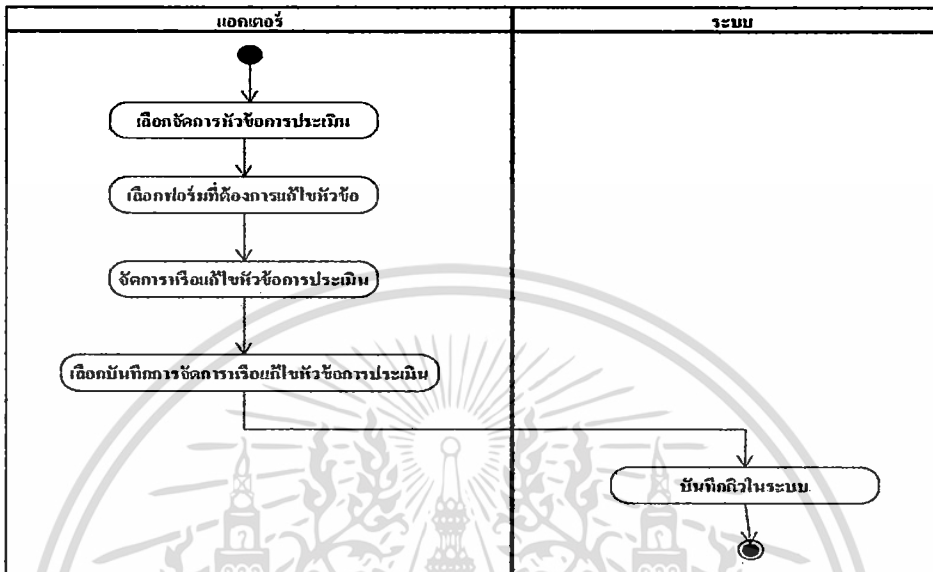 แอกเตอร์
ระบบ
เลือกจัดการหัวข้อการประเมิน
เลือกฟอร์มที่ต้องการแก้ไขหัวข้อ
จัดการหรือแก้ไขหัวข้อการประเมิน
เลือกบันทึกการจัดการหรือแก้ไขหัวข้อการประเมิน
บันทึกคิวในระบบ